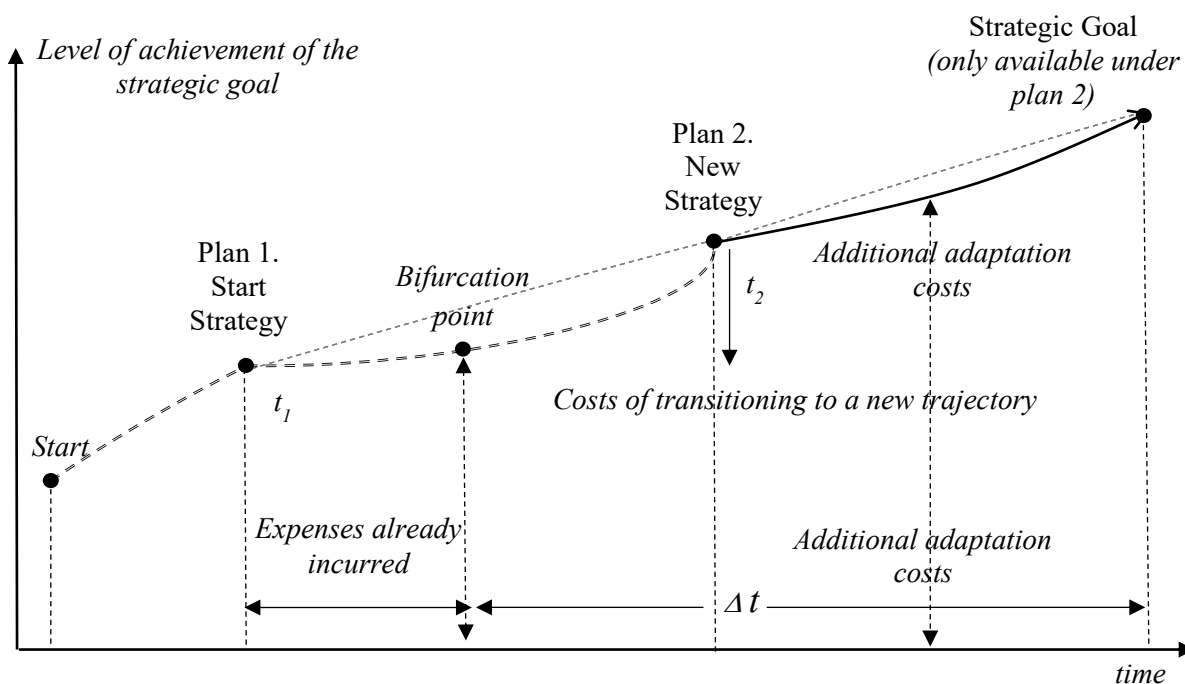 Level of achievement of the
strategic goal
Strategic Goal
(only available under
plan 2)
Plan 2.
New
Strategy
Plan 1.
Start
Strategy
Bifurcation
point
Additional adaptation
costs
t2
t1
Costs of transitioning to a new trajectory
Start
Expenses already
incurred
Additional adaptation
costs
Δt
time